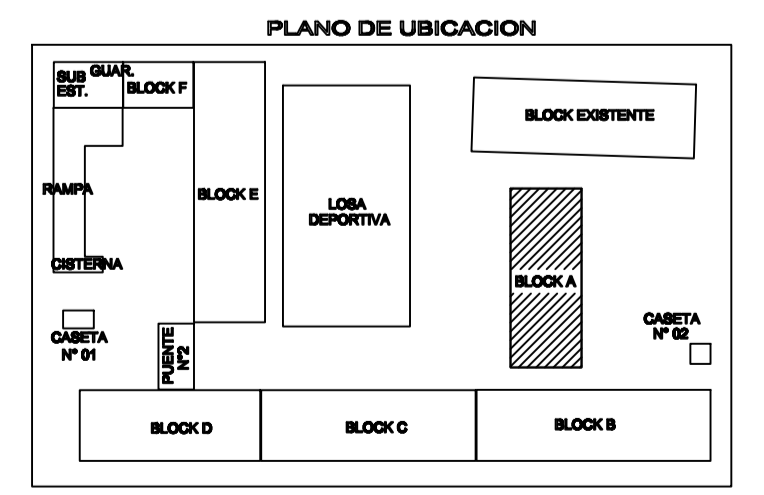 PLANO DE UBICACION
SUB
EST.
GUAR.
BLOCK F
BLOCK EXISTENTE
RAMPA
BLOCK E
LOSA
DEPORTIVA
CISTERNA
BLOCK A
CASETA
N° 01
PUENTE
N°2
CASETA
N° 02
BLOCK D
BLOCK C
BLOCK B